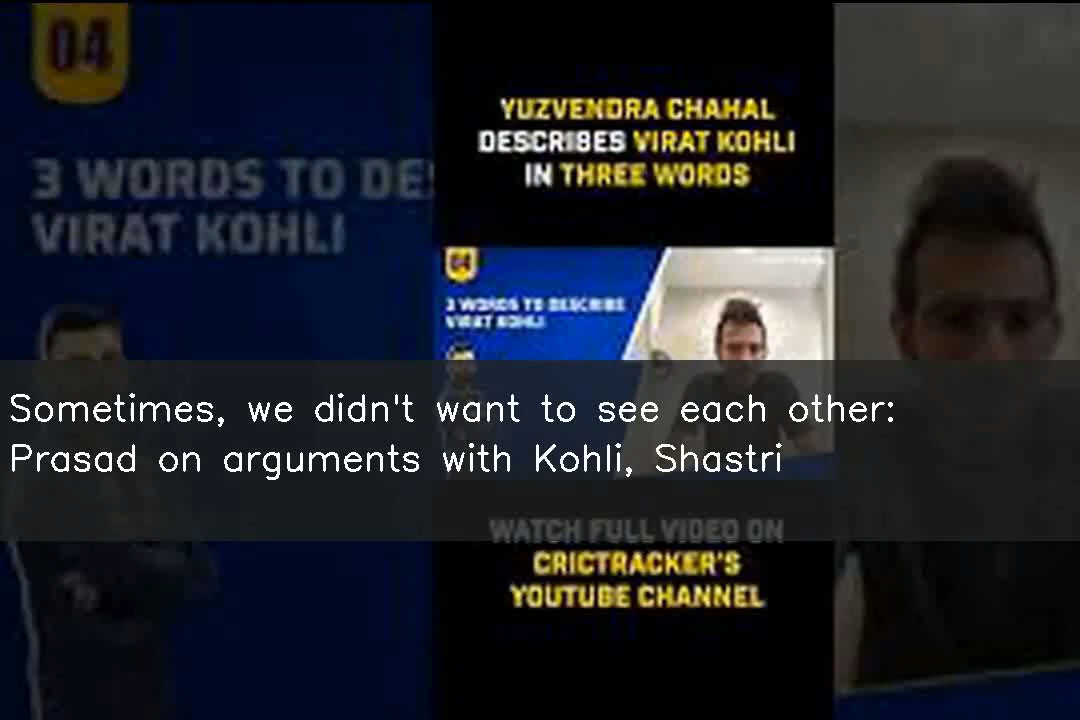 04
3 WORDS TO DES
VIRAT KOHLI
YUZVENDRA CHAHAL
DESCRIBES VIRAT KOHLI
IN THREE WORDS
04
3 WORDS TO DESCRIBE
VIRAT KOHLI
Sometimes, we didn't want to see each other:
Prasad on arguments with Kohli, Shastri
WATCH FULL VIDEO ON
CRICTRACKER'S
YOUTUBE CHANNEL